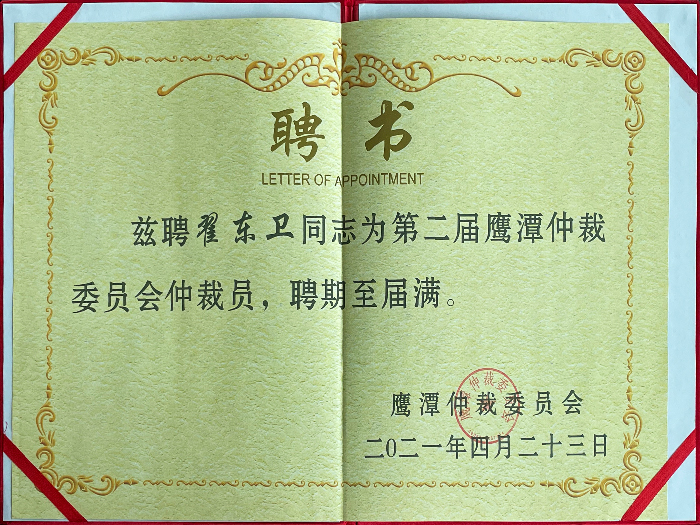 聘书
LETTER OF APPOINTMENT
兹聘翟东卫同志为第二届鹰潭仲裁
委员会仲裁员，聘期至届满。
鹰潭仲裁委员会
二〇二一年四月二十三日